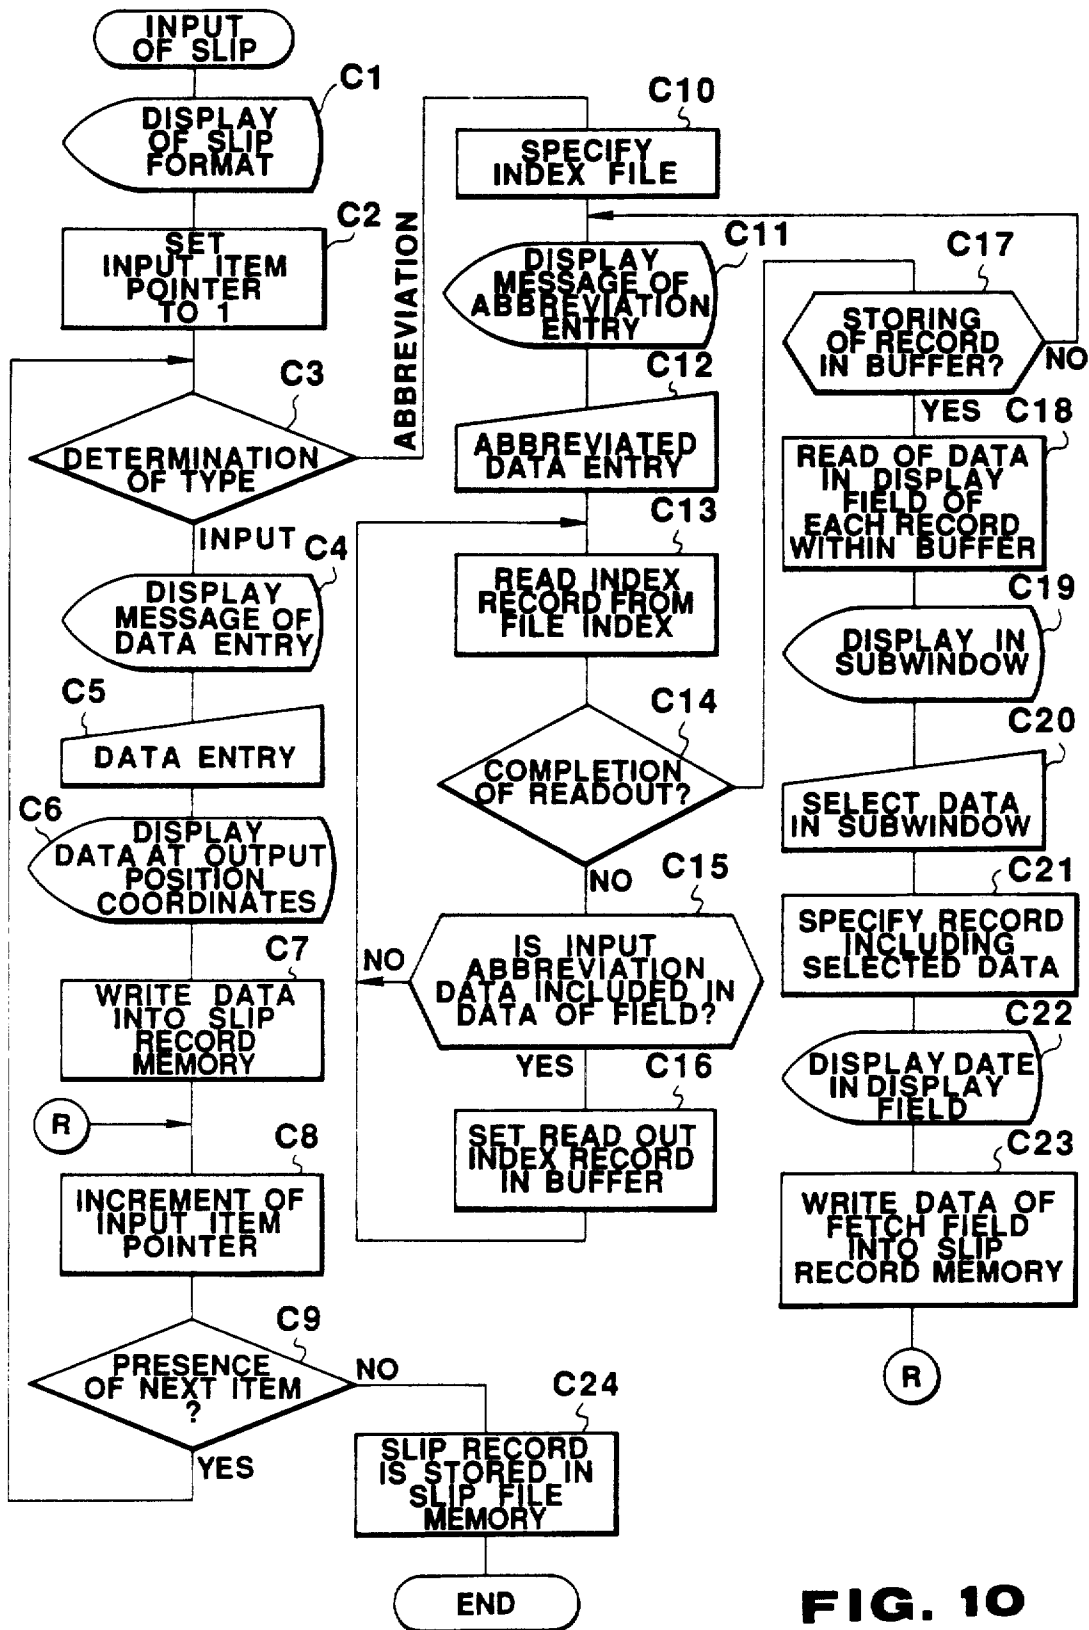 INPUT
OF SLIP
C1
DISPLAY
OF SLIP
FORMAT
C2
SET
INPUT ITEM
POINTER
TO 1
C3
DETERMINATION
OF TYPE
ABBREVIATION
INPUT
C4
DISPLAY
MESSAGE OF
DATA ENTRY
C5
DATA ENTRY
C6
DISPLAY
DATA AT OUTPUT
POSITION
COORDINATES
C7
WRITE DATA
INTO SLIP
RECORD
MEMORY
R
C8
INCREMENT OF
INPUT ITEM
POINTER
C9
PRESENCE
OF NEXT ITEM
?
NO
YES
C24
SLIP RECORD
IS STORED IN
SLIP FILE
MEMORY
END
C10
SPECIFY
INDEX FILE
C11
DISPLAY
MESSAGE OF
ABBREVIATION
ENTRY
C12
ABBREVIATED
DATA ENTRY
C13
READ INDEX
RECORD FROM
FILE INDEX
C14
COMPLETION
OF READOUT?
NO
C15
IS INPUT
ABBREVIATION
DATA INCLUDED IN
DATA OF FIELD?
NO
YES
C16
SET READ OUT
INDEX RECORD
IN BUFFER
C17
STORING
OF RECORD
IN BUFFER?
NO
YES
C18
READ OF DATA
IN DISPLAY
FIELD OF
EACH RECORD
WITHIN BUFFER
C19
DISPLAY IN
SUBWINDOW
C20
SELECT DATA
IN SUBWINDOW
C21
SPECIFY RECORD
INCLUDING
SELECTED DATA
C22
DISPLAY DATE
IN DISPLAY
FIELD
C23
WRITE DATA OF
FETCH FIELD
INTO SLIP
RECORD MEMORY
R
FIG. 10